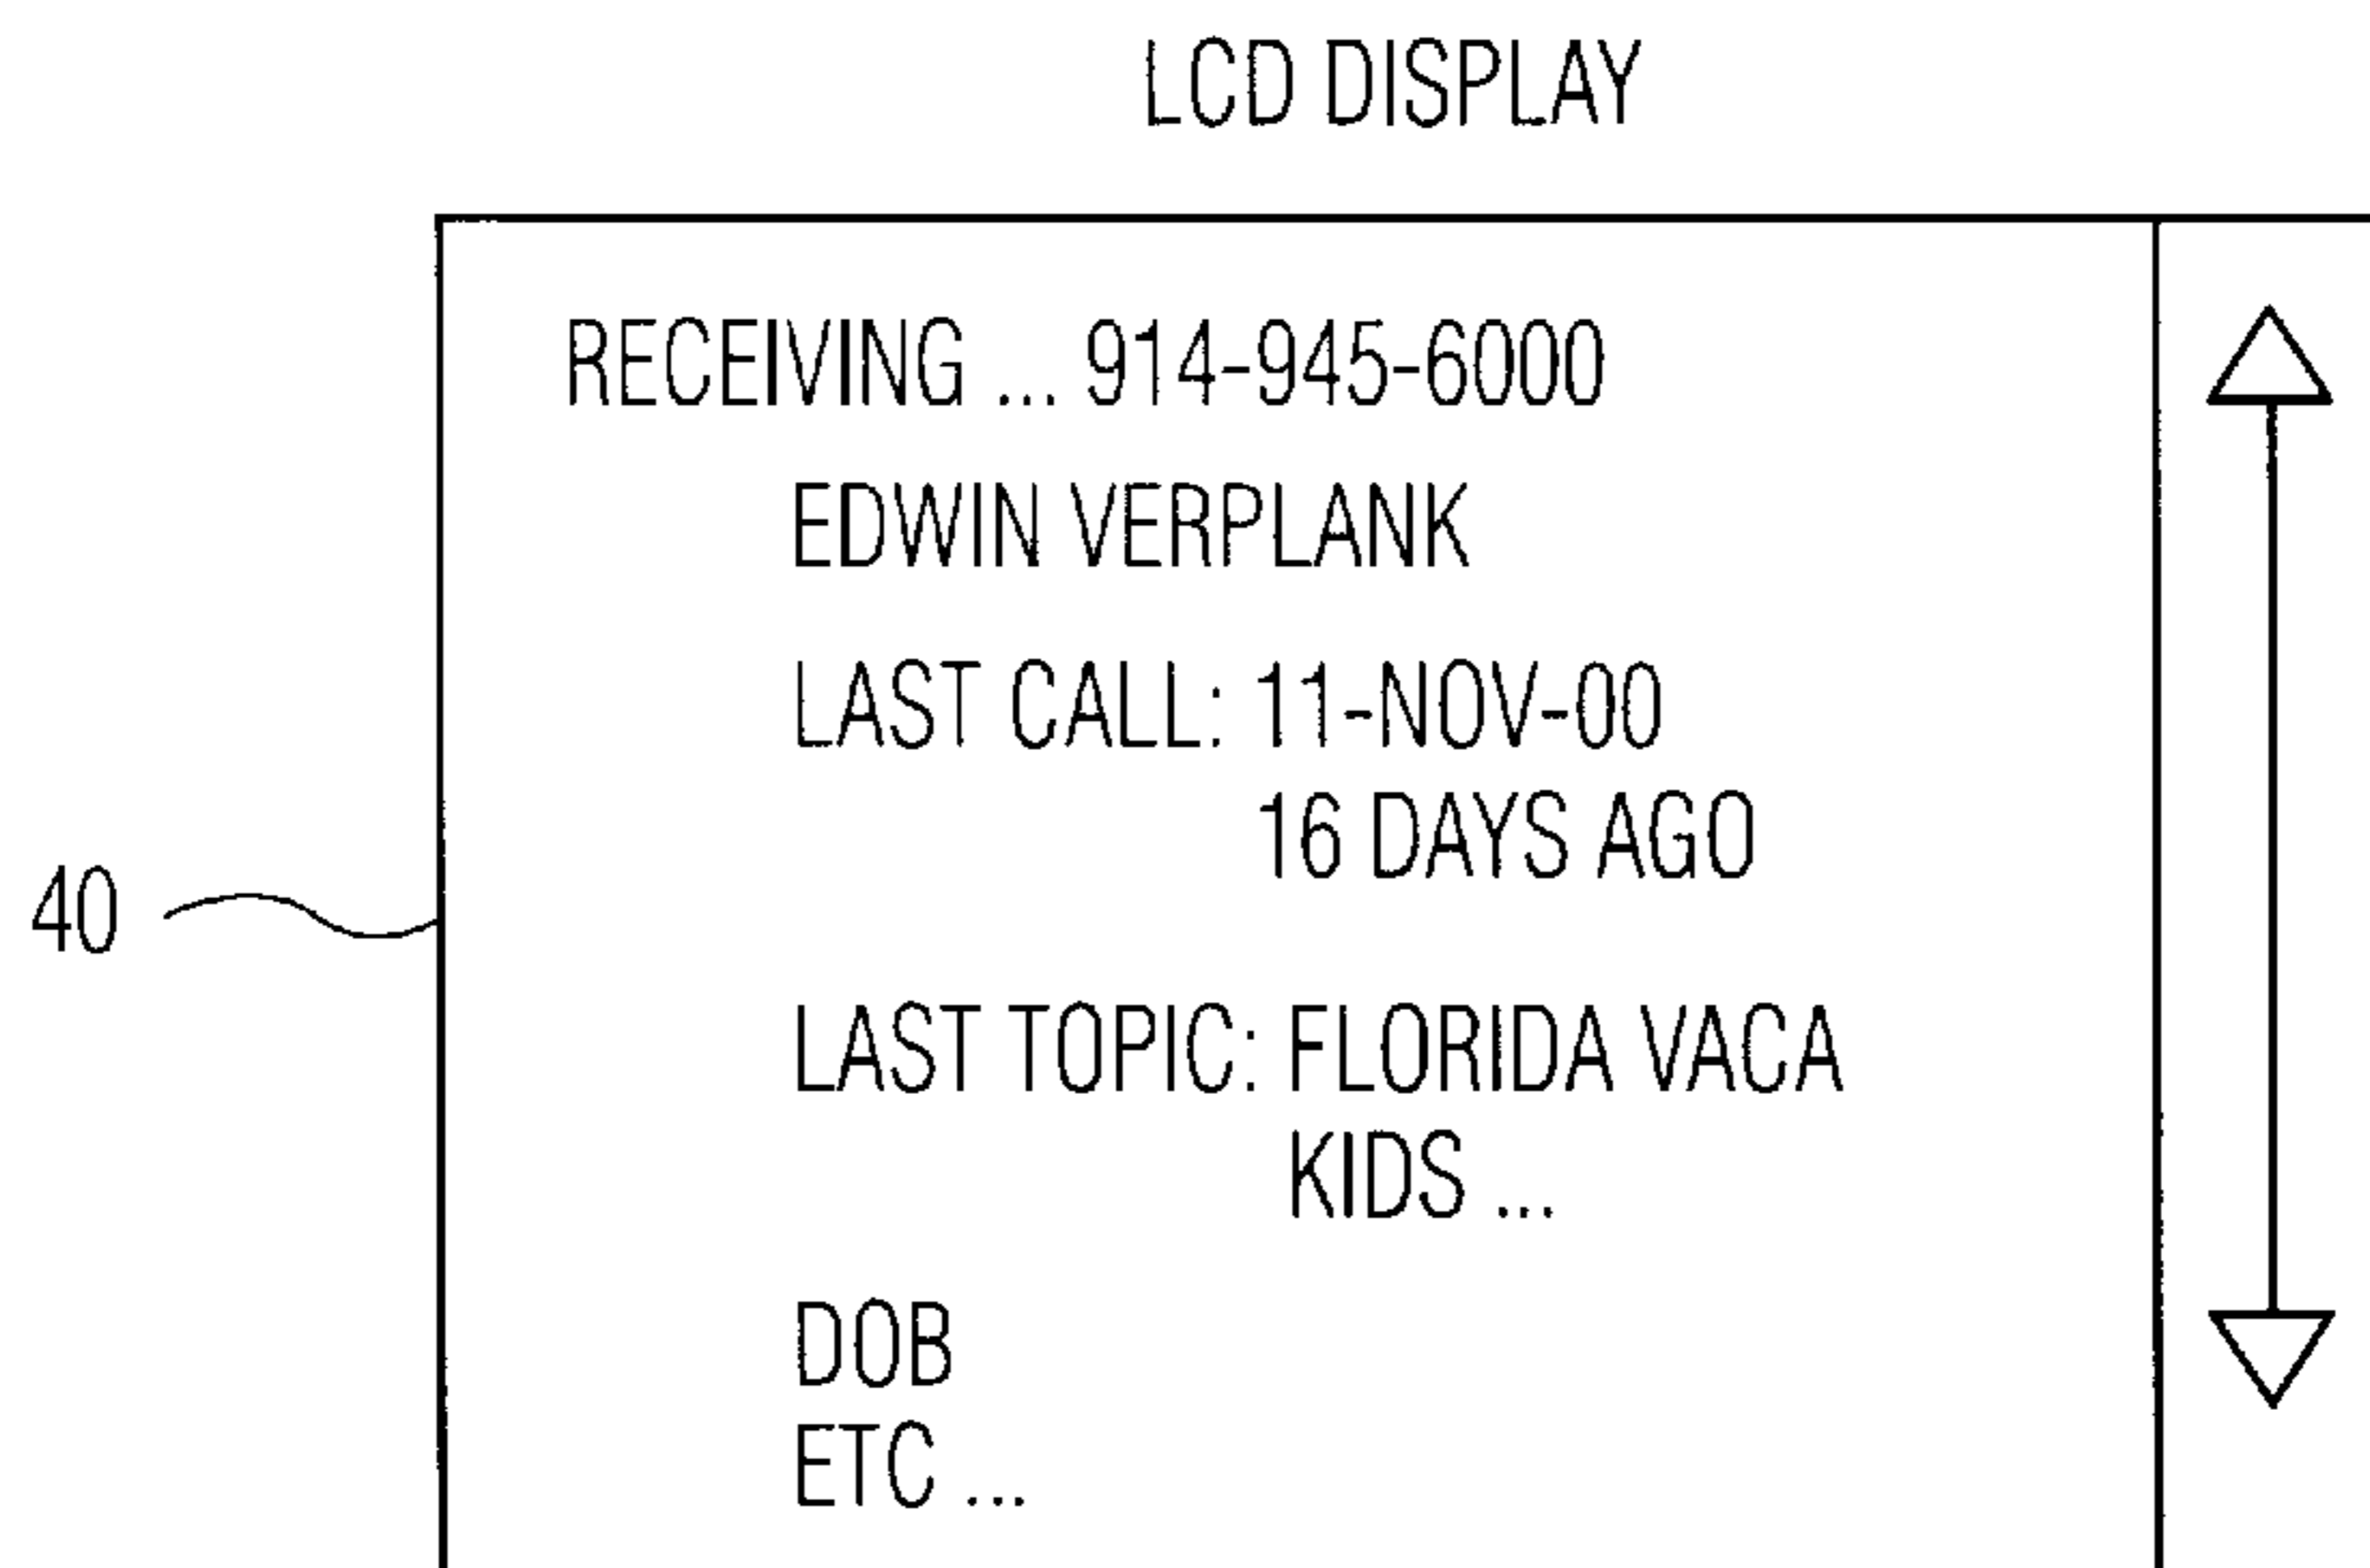 LCD DISPLAY
RECEIVING ... 914-945-6000
EDWIN VERPLANK
LAST CALL: 11-NOV-00
16 DAYS AGO
40
LAST TOPIC: FLORIDA VACA
KIDS ...
DOB
ETC ...